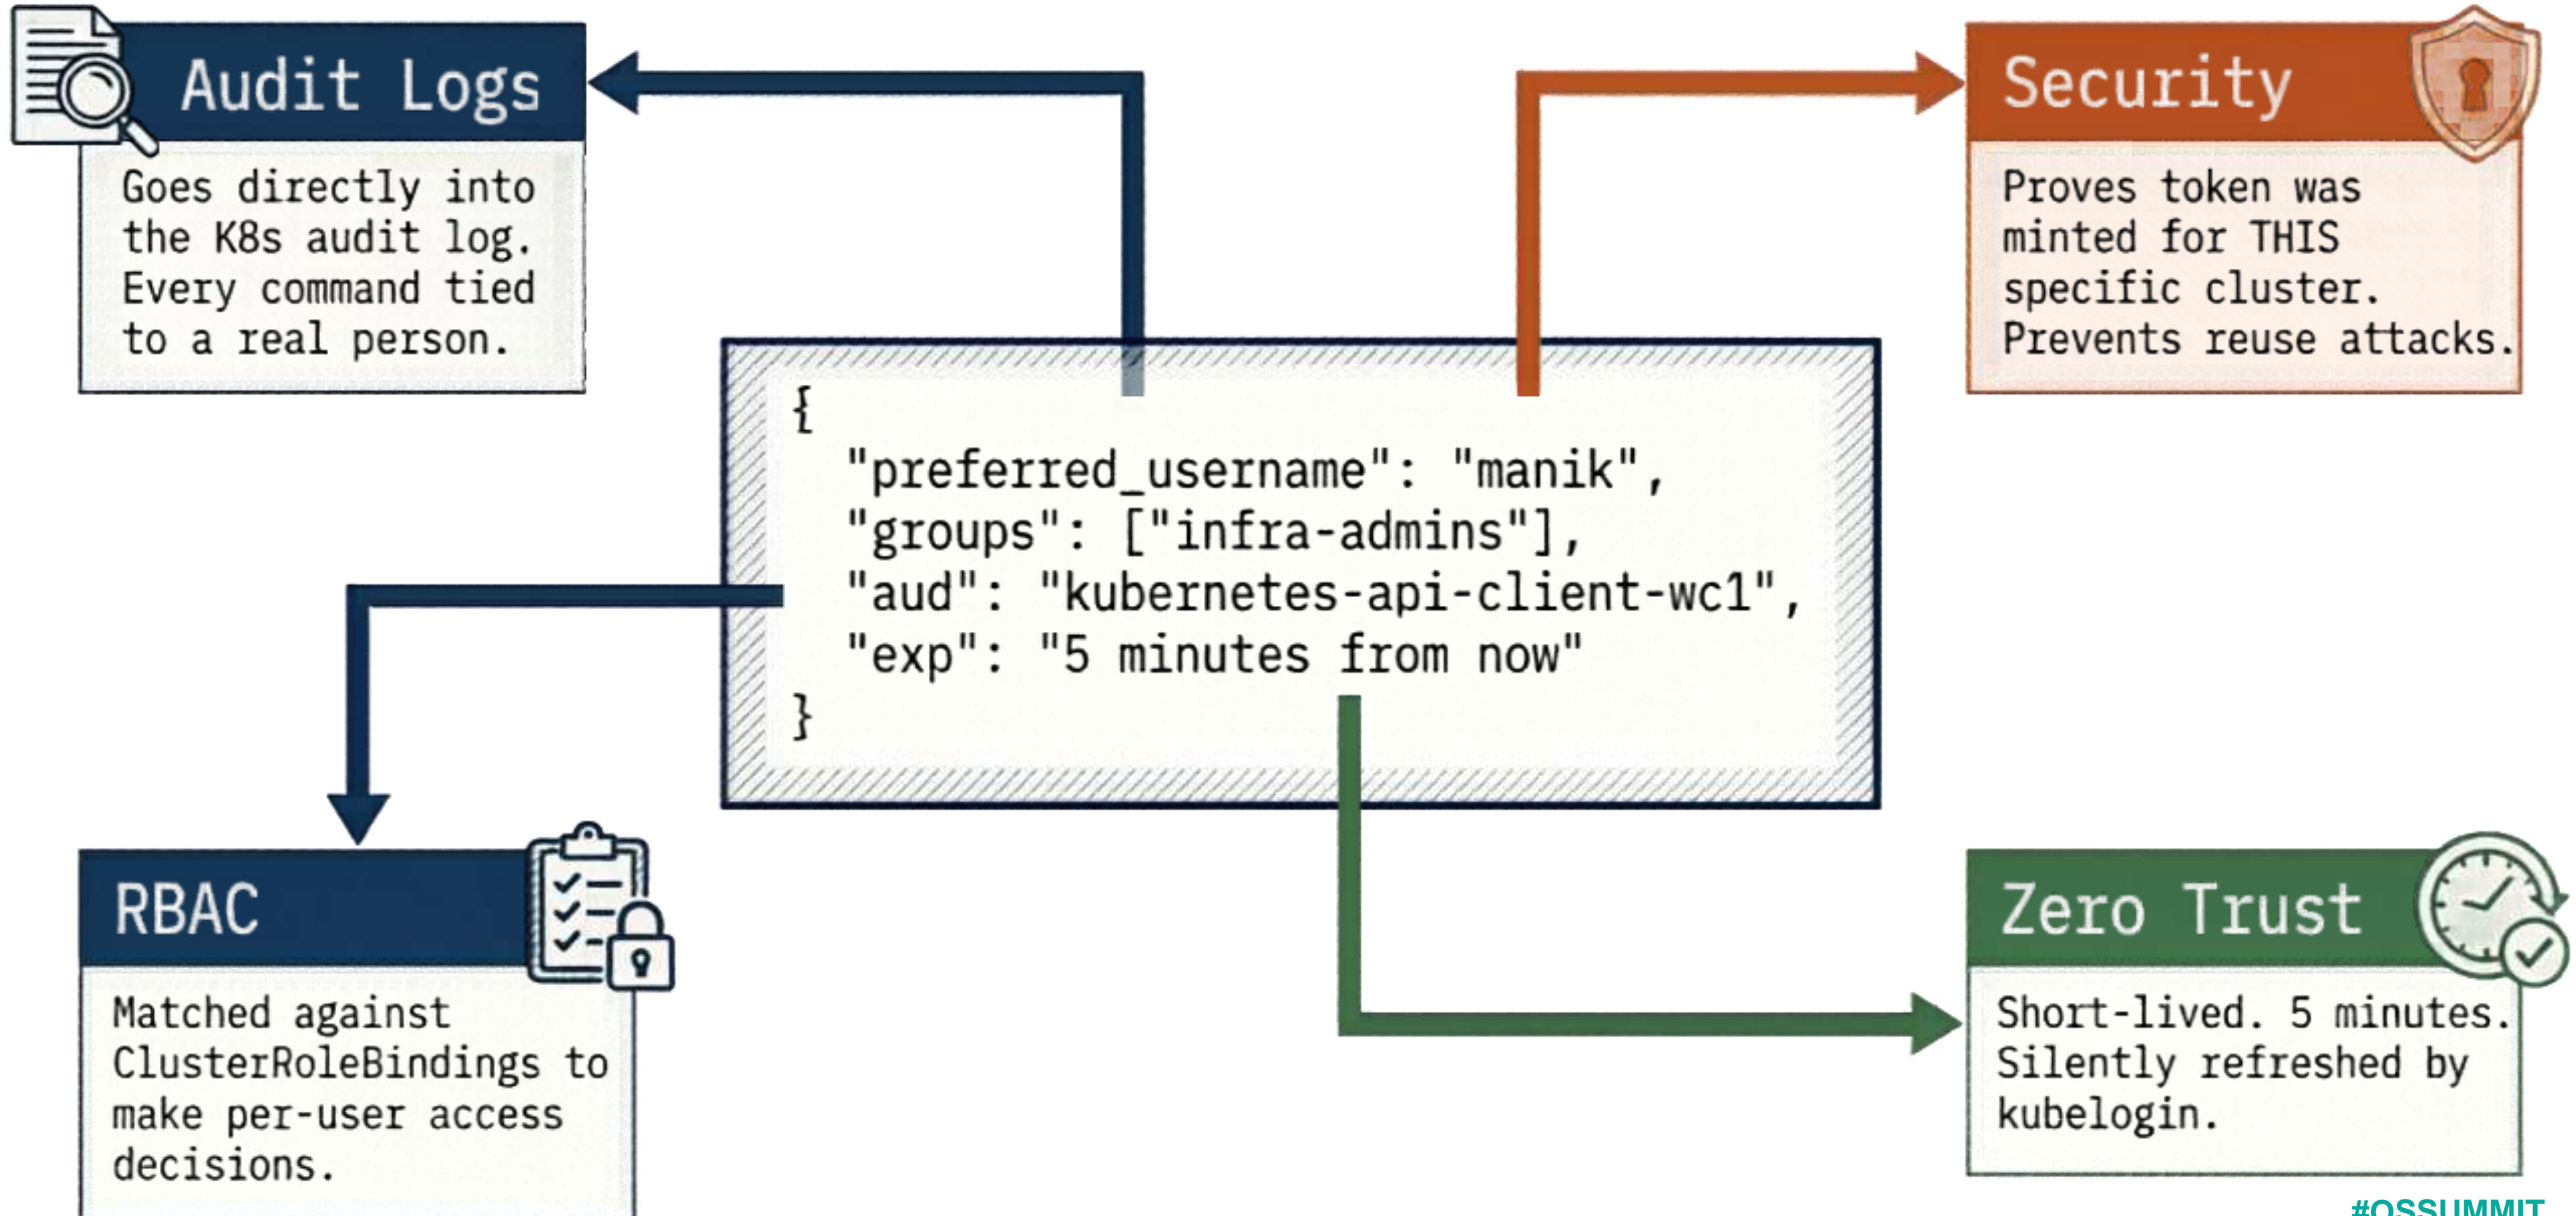 Audit Logs
Goes directly into
the K8s audit log.
Every command tied
to a real person.
Security
Proves token was
minted for THIS
specific cluster.
Prevents reuse attacks.
{
"preferred_username": "manik",
"groups": ["infra-admins"],
"aud": "kubernetes-api-client-wc1",
"exp": "5 minutes from now"
}
RBAC
Matched against
ClusterRoleBindings to
make per-user access
decisions.
Zero Trust
Short-lived. 5 minutes.
Silently refreshed by
kubelogin.
#OSSUMMIT